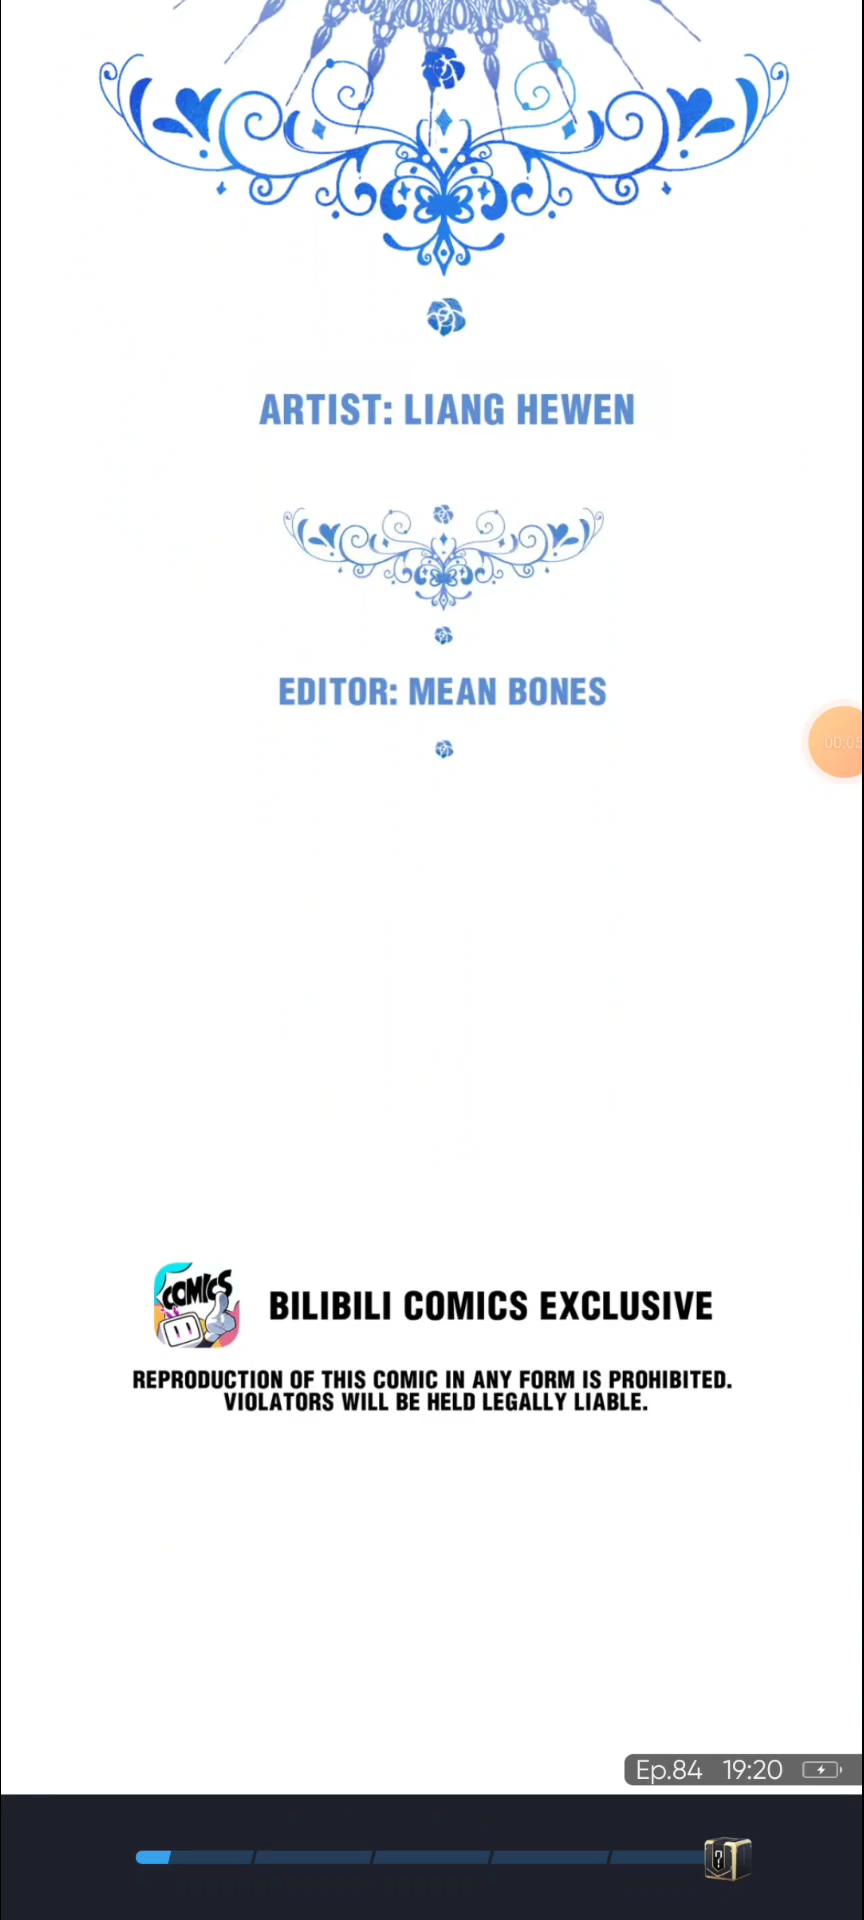 ARTIST: LIANG HEWEN
EDITOR: MEAN BONES
COMICS
BILIBILI COMICS EXCLUSIVE
REPRODUCTION OF THIS COMIC IN ANY FORM IS PROHIBITED.
VIOLATORS WILL BE HELD LEGALLY LIABLE.
Ep.84 19:20